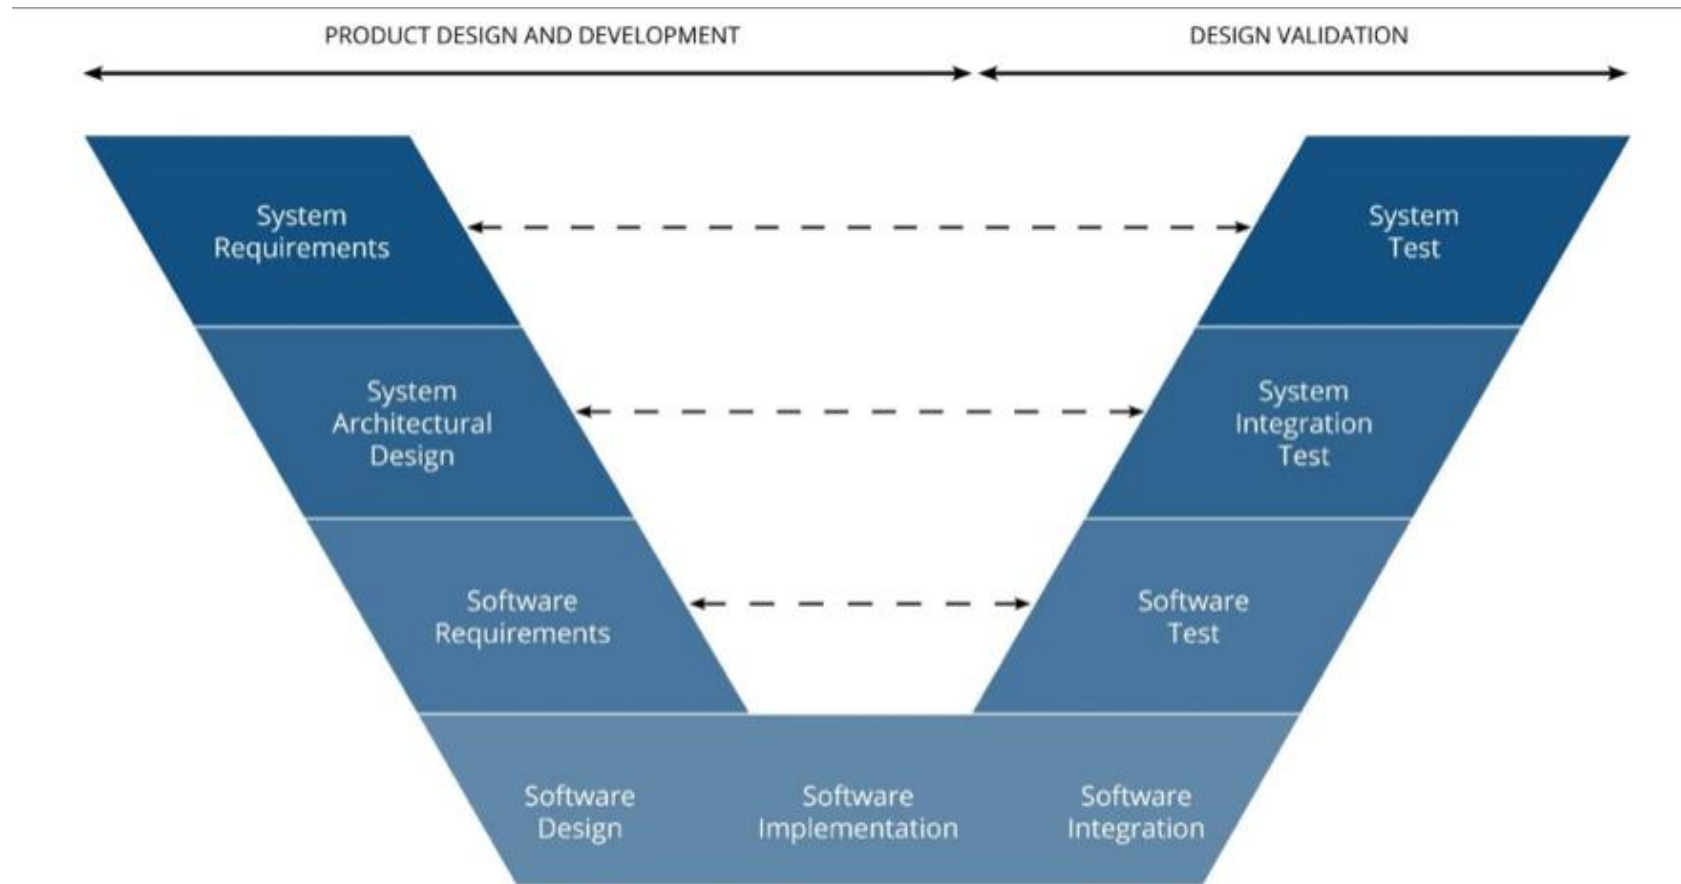 PRODUCT DESIGN AND DEVELOPMENT
DESIGN VALIDATION
System
Requirements
System
Test
System
Architectural
Design
System
Integration
Test
Software
Requirements
Software
Test
Software
Design
Software
Implementation
Software
Integration